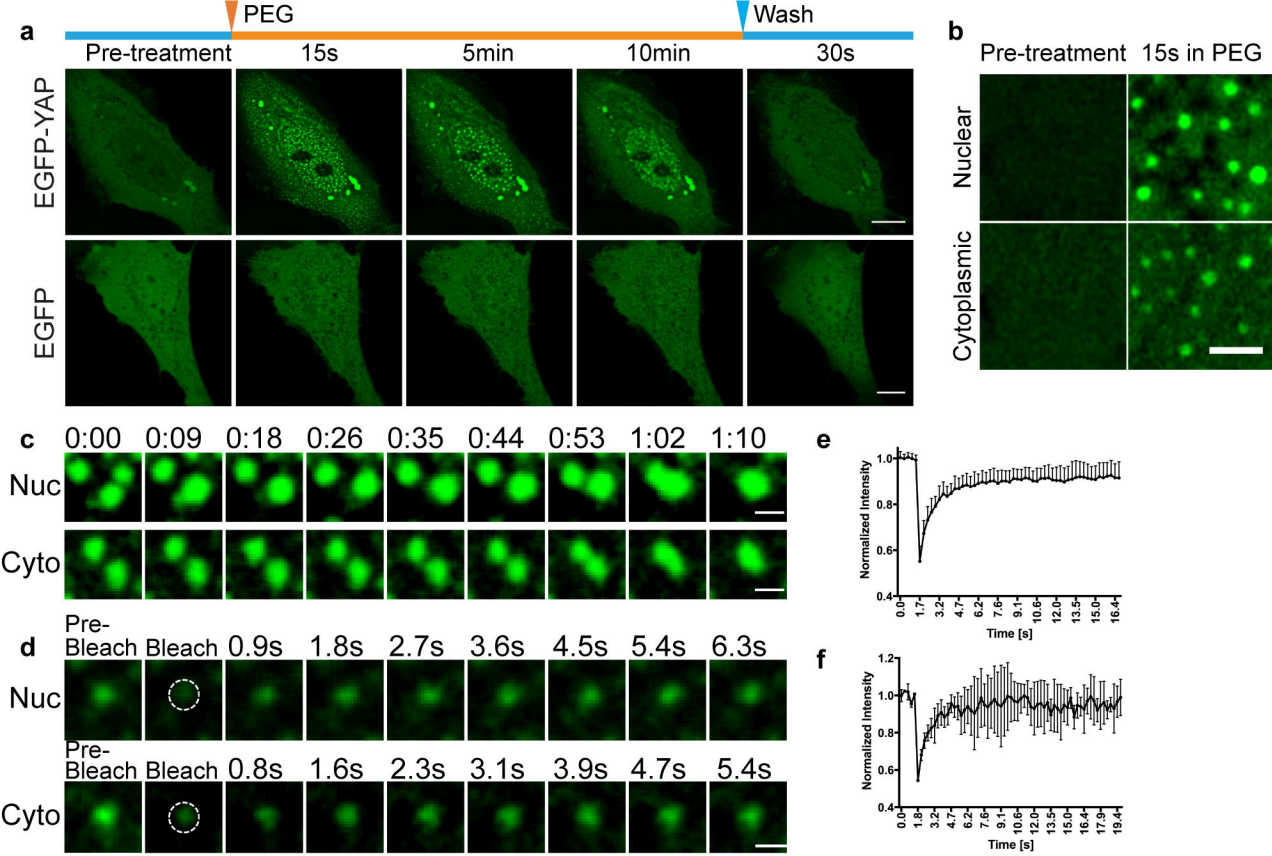 a
PEG
Wash
Pre-treatment 15s 5min 10min 30s
EGFP-YAP
EGFP
b
Pre-treatment 15s in PEG
Nuclear
Cytoplasmic
c
0:00 0:09 0:18 0:26 0:35 0:44 0:53 1:02 1:10
Nuc
Cyto
d
Pre-
Bleach Bleach 0.9s 1.8s 2.7s 3.6s 4.5s 5.4s 6.3s
Nuc
Pre-
Bleach Bleach 0.8s 1.6s 2.3s 3.1s 3.9s 4.7s 5.4s
Cyto
e
Normalized Intensity
1.0
0.8
0.6
0.4
0.0 1.7 3.2 4.7 6.2 7.6 9.1 10.6 12.0 13.5 15.0 16.4
Time [s]
f
Normalized Intensity
1.2
1.0
0.8
0.6
0.4
0.0 1.8 3.2 4.7 6.2 7.6 9.1 10.6 12.0 13.5 15.0 16.4 17.9 19.4
Time [s]